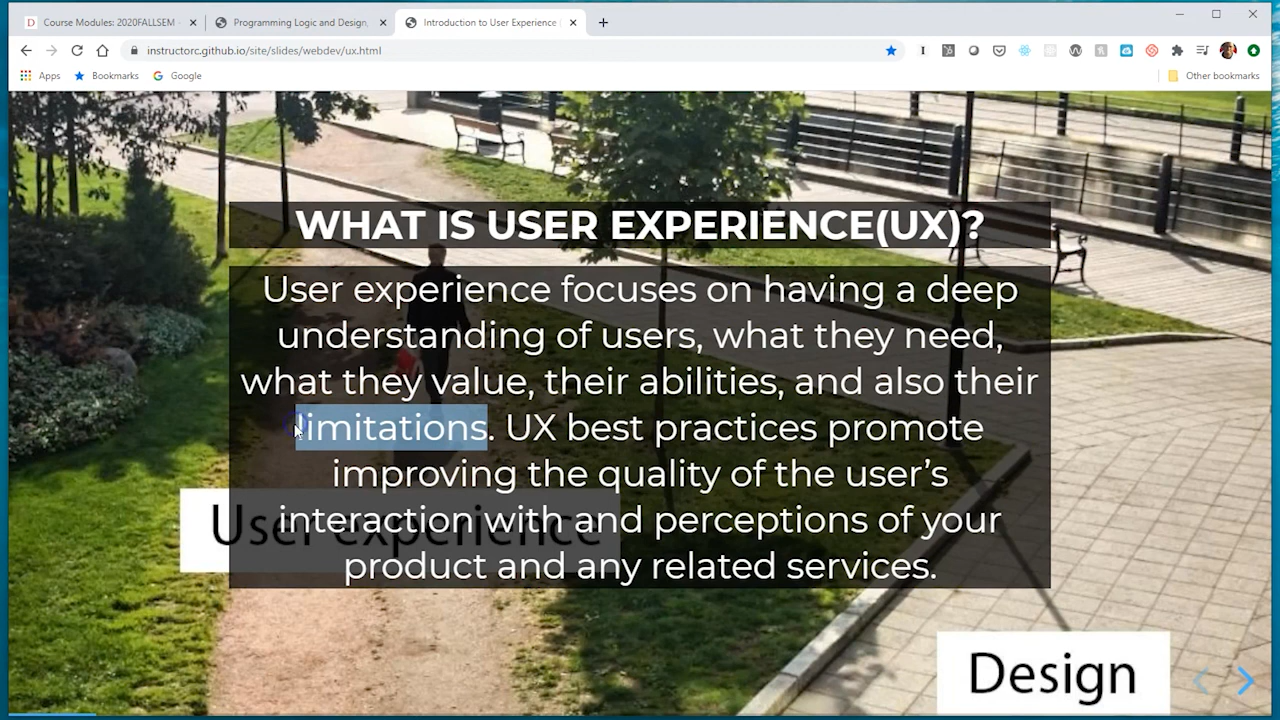 Course Modules: 2020FALLSEM
Programming Logic and Design,
Introduction to User Experience
instructorc.github.io/site/slides/webdev/ux.html
Apps
Bookmarks
Google
Other bookmarks
WHAT IS USER EXPERIENCE(UX)?
User experience focuses on having a deep
understanding of users, what they need,
what they value, their abilities, and also their
limitations. UX best practices promote
improving the quality of the user's
interaction with and perceptions of your
product and any related services.
User experience
Design